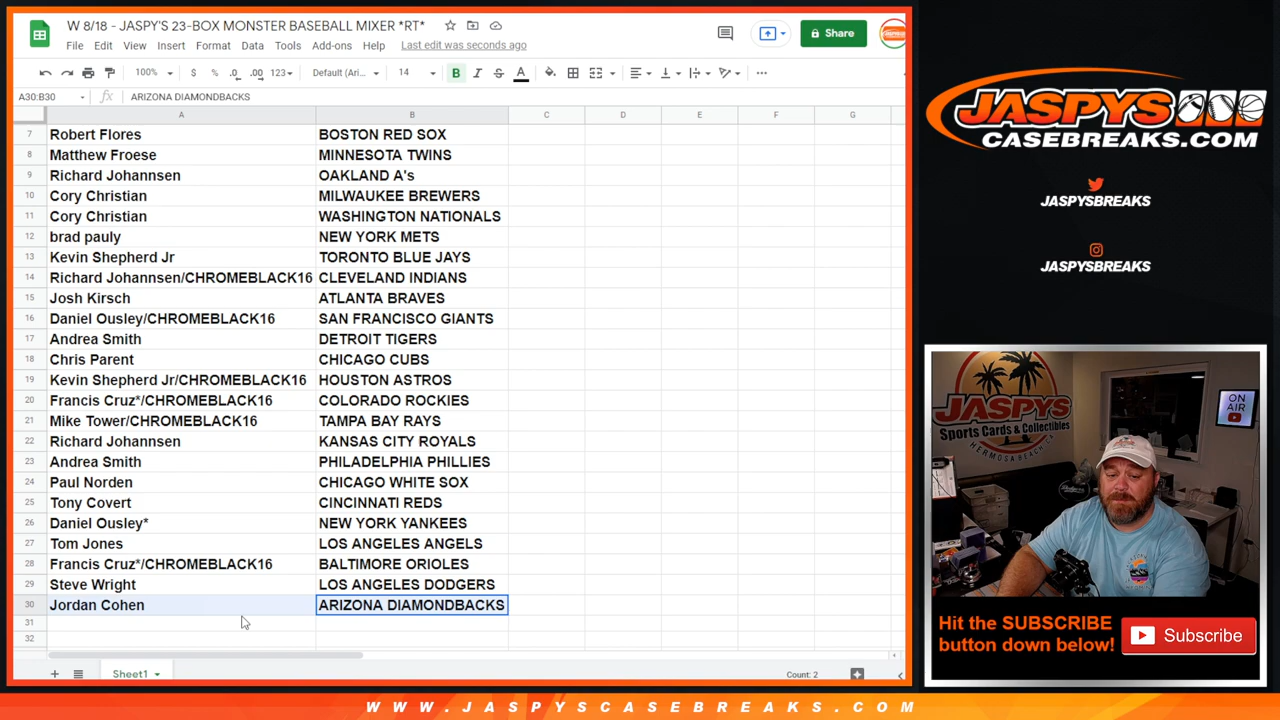 W 8/18 - JASPY'S 23-BOX MONSTER BASEBALL MIXER *RT*
File Edit View Insert Format Data Tools Add-ons Help Last edit was seconds ago
Share
100% $ % .0 .00 123 Default (Ari... 14 B I S A
A30:B30 fx ARIZONA DIAMONDBACKS
A B C D E F G
7 Robert Flores BOSTON RED SOX
8 Matthew Froese MINNESOTA TWINS
9 Richard Johannsen OAKLAND A's
10 Cory Christian MILWAUKEE BREWERS
11 Cory Christian WASHINGTON NATIONALS
12 brad pauly NEW YORK METS
13 Kevin Shepherd Jr TORONTO BLUE JAYS
14 Richard Johannsen/CHROMEBLACK16 CLEVELAND INDIANS
15 Josh Kirsch ATLANTA BRAVES
16 Daniel Ousley/CHROMEBLACK16 SAN FRANCISCO GIANTS
17 Andrea Smith DETROIT TIGERS
18 Chris Parent CHICAGO CUBS
19 Kevin Shepherd Jr/CHROMEBLACK16 HOUSTON ASTROS
20 Francis Cruz*/CHROMEBLACK16 COLORADO ROCKIES
21 Mike Tower/CHROMEBLACK16 TAMPA BAY RAYS
22 Richard Johannsen KANSAS CITY ROYALS
23 Andrea Smith PHILADELPHIA PHILLIES
24 Paul Norden CHICAGO WHITE SOX
25 Tony Covert CINCINNATI REDS
26 Daniel Ousley* NEW YORK YANKEES
27 Tom Jones LOS ANGELES ANGELS
28 Francis Cruz*/CHROMEBLACK16 BALTIMORE ORIOLES
29 Steve Wright LOS ANGELES DODGERS
30 Jordan Cohen ARIZONA DIAMONDBACKS
31
32
Sheet1
Count: 2
JASPYS
CASEBREAKS.COM
JASPYSBREAKS
JASPYSBREAKS
JASPYS
Sports Cards & Collectibles
HERMOSA BEACH, CA
ON AIR
Hit the SUBSCRIBE
button down below!
Subscribe
WWW.JASPYSCASEBREAKS.COM